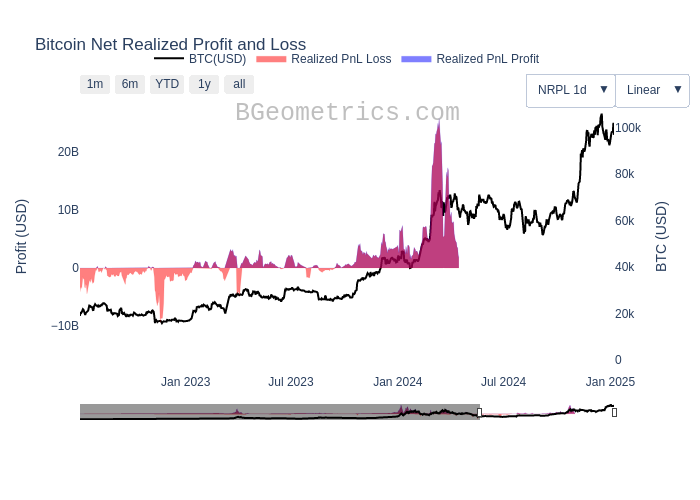 Bitcoin Net Realized Profit and Loss
BTC(USD) Realized PnL Loss Realized PnL Profit
1m 6m YTD 1y all
NRPL 1d ▼ Linear ▼
BGeometrics.com
20B
10B
0
−10B
Profit (USD)
100k
80k
60k
40k
20k
0
BTC (USD)
Jan 2023 Jul 2023 Jan 2024 Jul 2024 Jan 2025